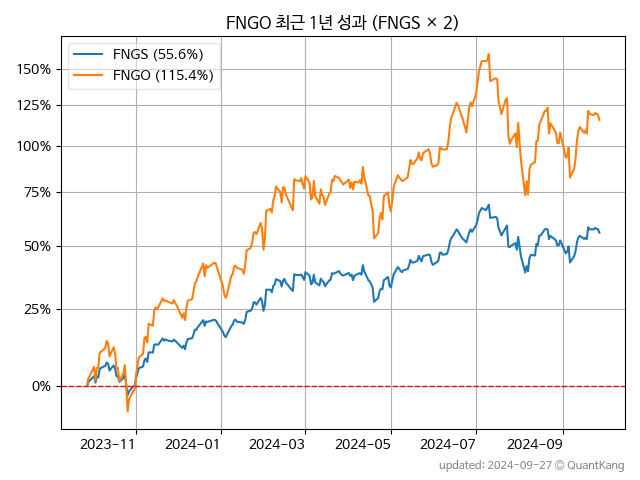 FNGO 최근 1년 성과 (FNGS × 2)
FNGS (55.6%)
FNGO (115.4%)
150%
125%
100%
75%
50%
25%
0%
2023-11 2024-01 2024-03 2024-05 2024-07 2024-09
updated: 2024-09-27 © QuantKang